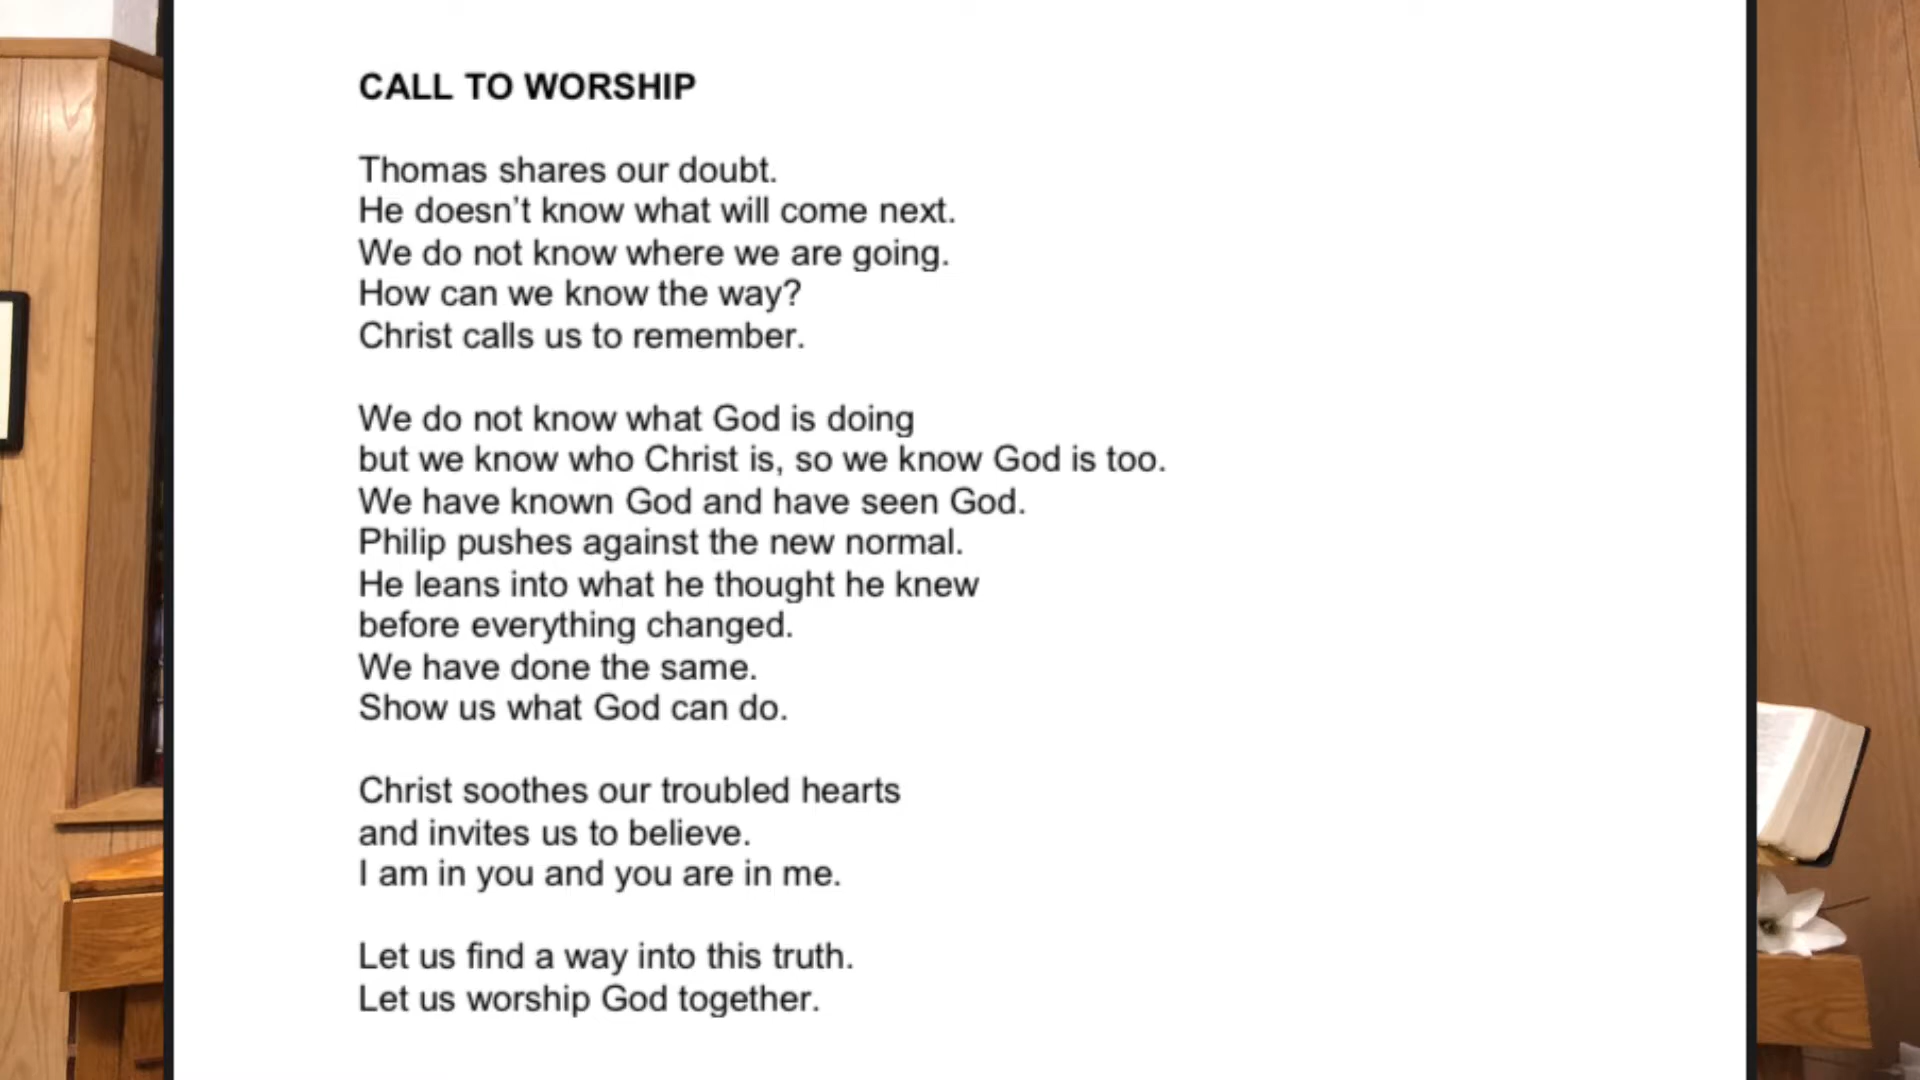 CALL TO WORSHIP
Thomas shares our doubt.
He doesn’t know what will come next.
We do not know where we are going.
How can we know the way?
Christ calls us to remember.
We do not know what God is doing
but we know who Christ is, so we know God is too.
We have known God and have seen God.
Philip pushes against the new normal.
He leans into what he thought he knew
before everything changed.
We have done the same.
Show us what God can do.
Christ soothes our troubled hearts
and invites us to believe.
I am in you and you are in me.
Let us find a way into this truth.
Let us worship God together.